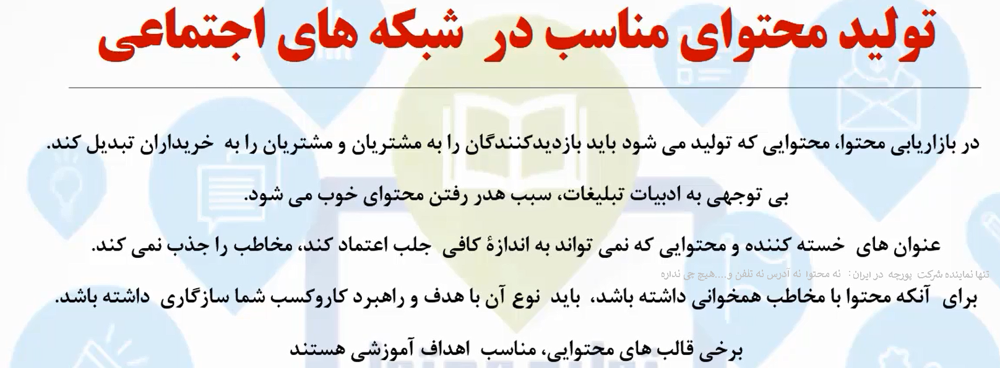 تولید محتوای مناسب در شبکه های اجتماعی
در بازاریابی محتوا، محتوایی که تولید می شود باید بازدیدکنندگان را به مشتریان و مشتریان را به خریداران تبدیل کند.
بی توجهی به ادبیات تبلیغات، سبب هدر رفتن محتوای خوب می شود.
عنوان های خسته کننده و محتوایی که نمی تواند به اندازهٔ کافی جلب اعتماد کند، مخاطب را جذب نمی کند.
تنها نماینده شرکت پورچه در ایران: نه محتوا نه آدرس نه تلفن و....هیچ چی نداره
برای آنکه محتوا با مخاطب همخوانی داشته باشد، باید نوع آن با هدف و راهبرد کاروکسب شما سازگاری داشته باشد.
برخی قالب های محتوایی، مناسب اهداف آموزشی هستند